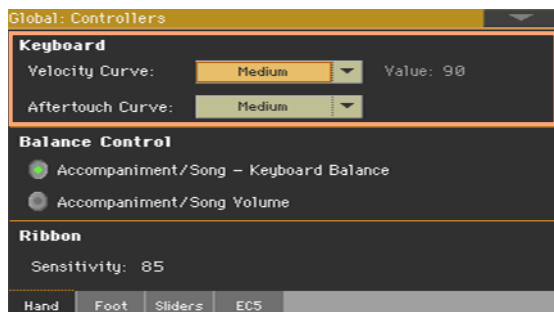 Global: Controllers
Keyboard
Velocity Curve: Medium Value: 90
Aftertouch Curve: Medium
Balance Control
Accompaniment/Song - Keyboard Balance
Accompaniment/Song Volume
Ribbon
Sensitivity: 85
Hand Foot Sliders EC5